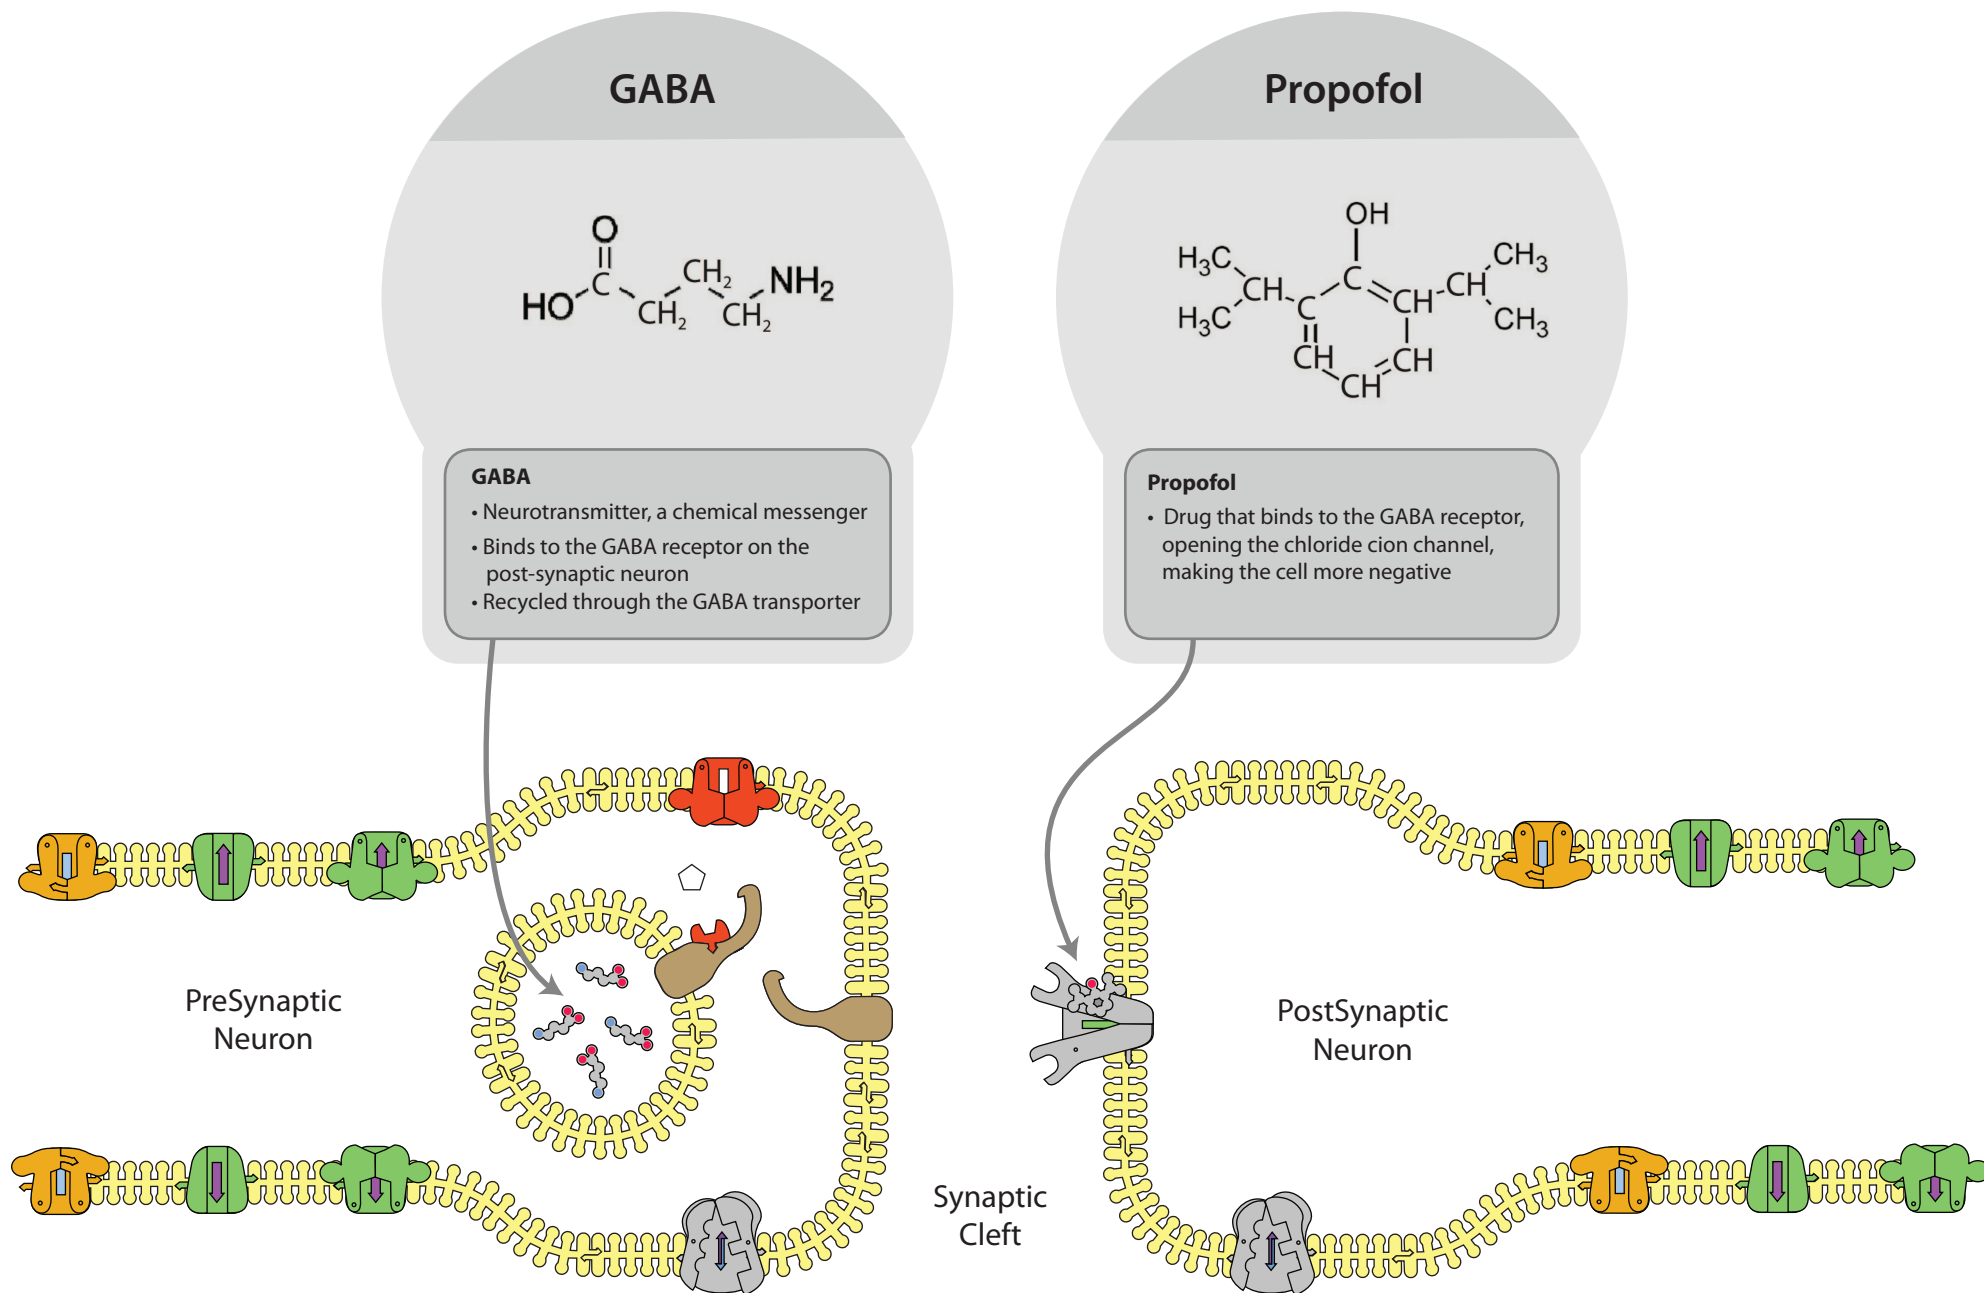 GABA
Propofol
O
HO
C
CH2
CH2
CH2
NH2
OH
H3C
H3C
CH
C
C
CH
CH
CH3
CH3
CH
CH
CH
GABA
• Neurotransmitter, a chemical messenger
• Binds to the GABA receptor on the
post-synaptic neuron
• Recycled through the GABA transporter
Propofol
• Drug that binds to the GABA receptor,
opening the chloride cion channel,
making the cell more negative
PreSynaptic
Neuron
PostSynaptic
Neuron
Synaptic
Cleft